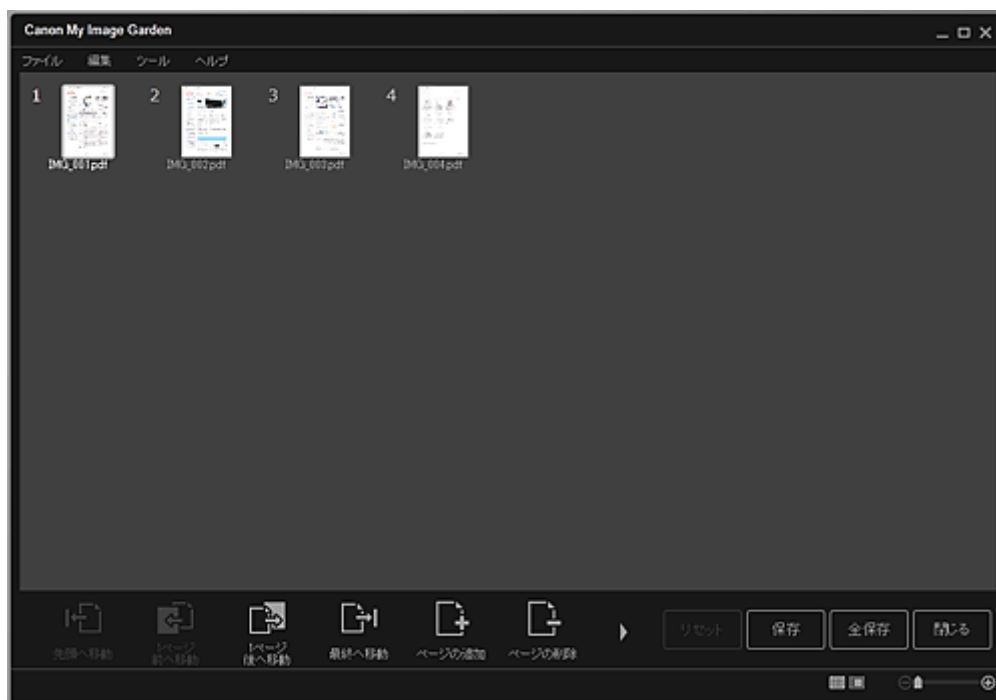 Canon My Image Garden
ファイル 編集 ツール ヘルプ
1 2 3 4
IMG_001.pdf IMG_002.pdf IMG_003.pdf IMG_004.pdf
先頭へ移動
1ページ
前へ移動
1ページ
後へ移動
最終へ移動
ページの追加
ページの削除
リセット
保存
全保存
閉じる